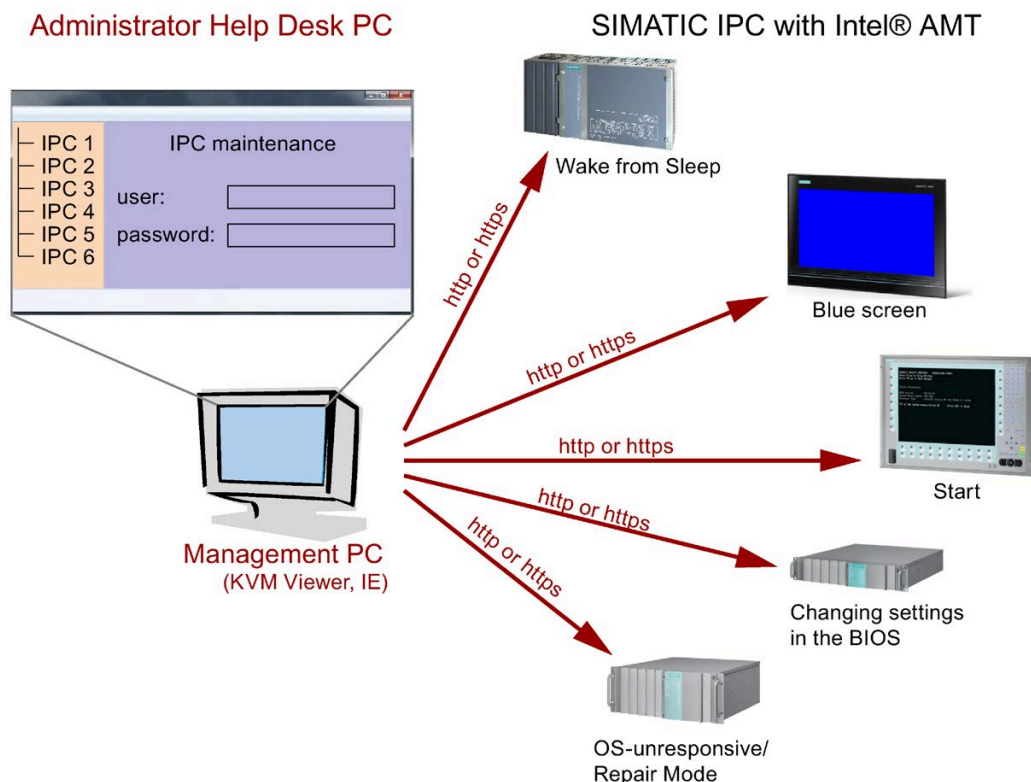 Administrator Help Desk PC
SIMATIC IPC with Intel® AMT
IPC 1
IPC 2
IPC 3
IPC 4
IPC 5
IPC 6
IPC maintenance
user:
password:
Management PC
(KVM Viewer, IE)
http or https
Wake from Sleep
http or https
Blue screen
http or https
Start
http or https
Changing settings
in the BIOS
http or https
OS-unresponsive/
Repair Mode